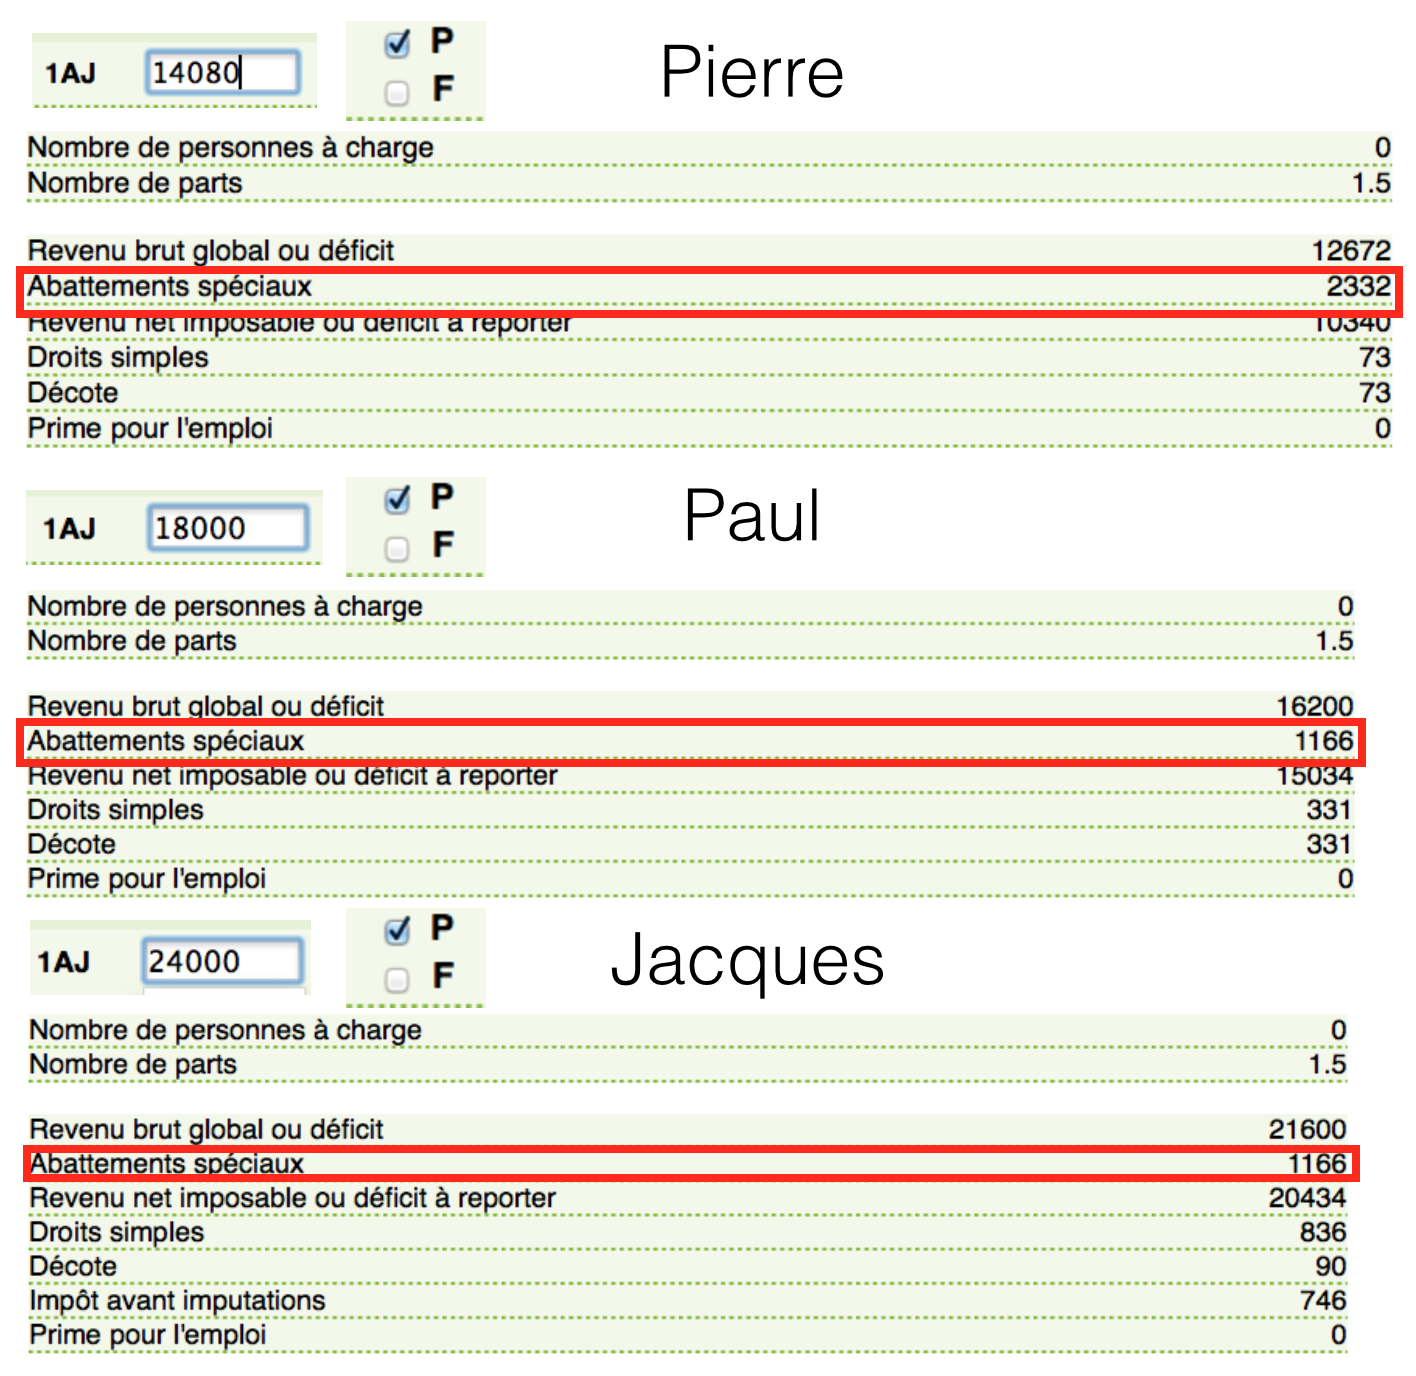 1AJ 14080 P Pierre
F
Nombre de personnes à charge 0
Nombre de parts 1.5
Revenu brut global ou déficit 12672
Abattements spéciaux 2332
Revenu net imposable ou déficit à reporter 10340
Droits simples 73
Décote 73
Prime pour l'emploi 0
1AJ 18000 P Paul
F
Nombre de personnes à charge 0
Nombre de parts 1.5
Revenu brut global ou déficit 16200
Abattements spéciaux 1166
Revenu net imposable ou déficit à reporter 15034
Droits simples 331
Décote 331
Prime pour l'emploi 0
1AJ 24000 P Jacques
F
Nombre de personnes à charge 0
Nombre de parts 1.5
Revenu brut global ou déficit 21600
Abattements spéciaux 1166
Revenu net imposable ou déficit à reporter 20434
Droits simples 836
Décote 90
Impôt avant imputations 746
Prime pour l'emploi 0